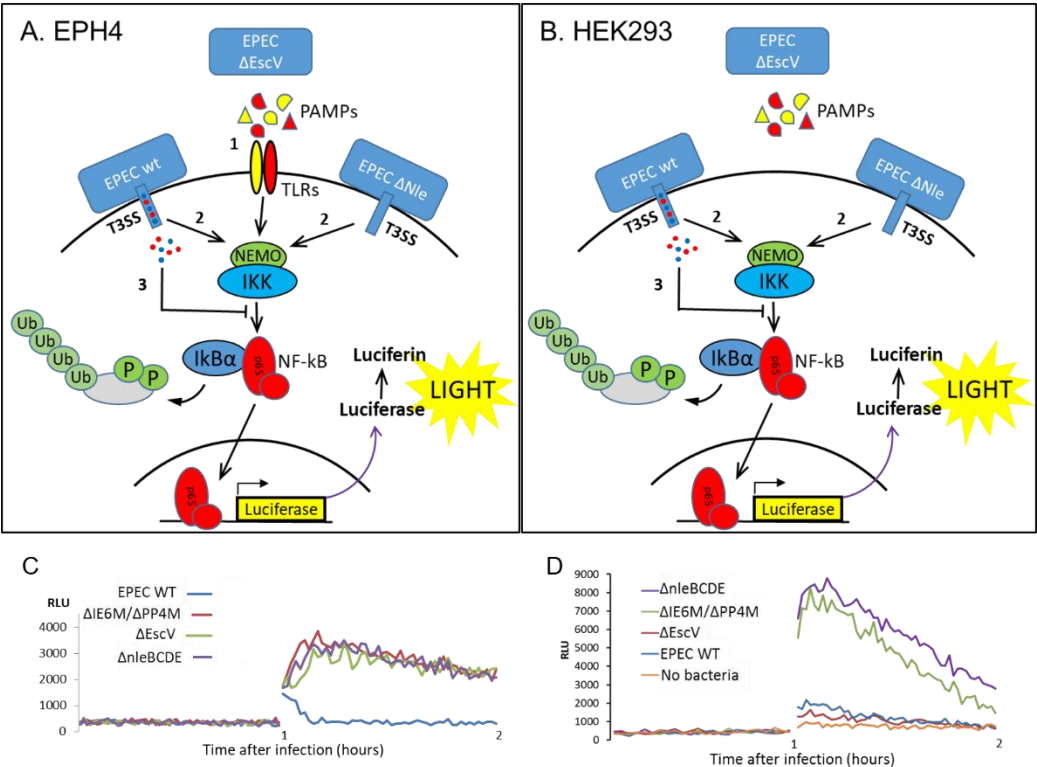 A. EPH4
EPEC
ΔEscV
PAMPs
1
EPEC wt
TLRs
EPEC ΔNle
T3SS
2
2
T3SS
NEMO
IKK
3
Ub
Ub
Ub
Ub
P
P
IkBα
p65
NF-kB
Luciferin
LIGHT
Luciferase
p65
Luciferase
B. HEK293
EPEC
ΔEscV
PAMPs
EPEC wt
EPEC ΔNle
T3SS
2
2
T3SS
NEMO
IKK
3
Ub
Ub
Ub
Ub
P
P
IkBα
p65
NF-kB
Luciferin
LIGHT
Luciferase
p65
Luciferase
C
RLU
EPEC WT
ΔIE6M/ΔPP4M
ΔEscV
ΔnleBCDE
4000
3000
2000
1000
0
1
2
Time after infection (hours)
D
RLU
9000
8000
7000
6000
5000
4000
3000
2000
1000
0
ΔnleBCDE
ΔIE6M/ΔPP4M
ΔEscV
EPEC WT
No bacteria
1
2
Time after infection (hours)